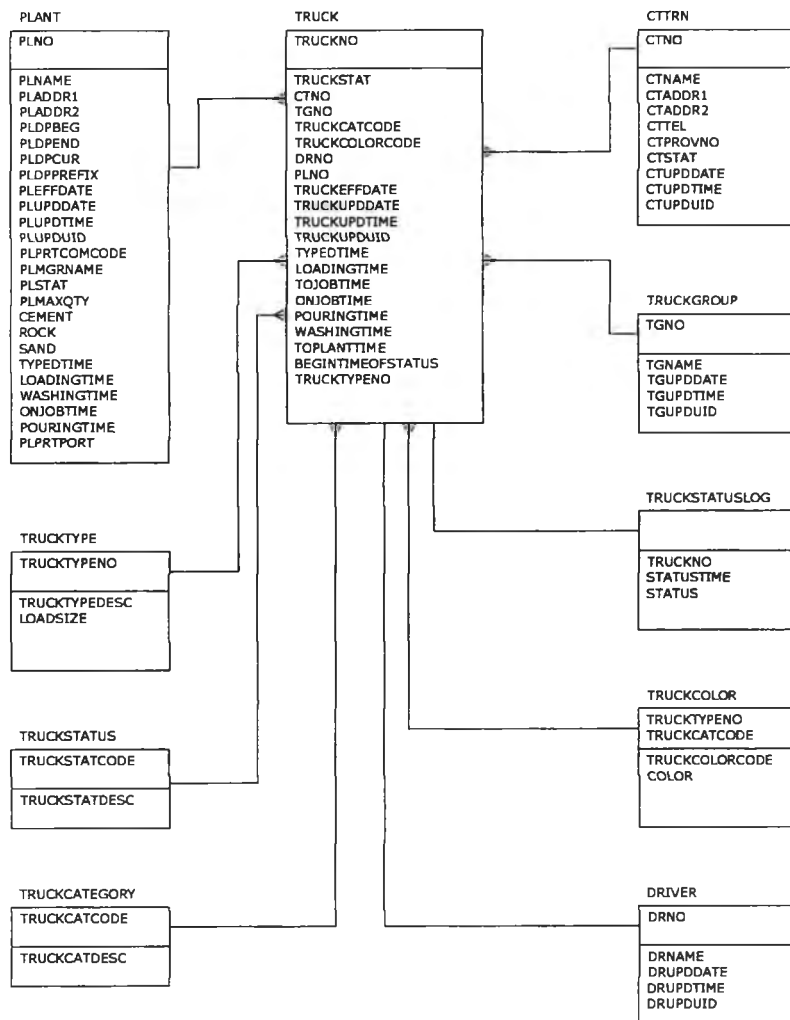 PLANT
PLNO
PLNAME
PLADDR1
PLADDR2
PLDPBEG
PLDPEND
PLDPCUR
PLDPPREFIX
PLEFFDATE
PLUPDDATE
PLUPDTIME
PLUPDUID
PLPRTCOMCODE
PLMGRNAME
PLSTAT
PLMAXQTY
CEMENT
ROCK
SAND
TYPEDTIME
LOADINGTIME
WASHINGTIME
ONJOBTIME
POURINGTIME
PLPRTPORT
TRUCKTYPE
TRUCKTYPENO
TRUCKTYPEDESC
LOADSIZE
TRUCKSTATUS
TRUCKSTATCODE
TRUCKSTATDESC
TRUCKCATEGORY
TRUCKCATCODE
TRUCKCATDESC
TRUCK
TRUCKNO
TRUCKSTAT
CTNO
TGNO
TRUCKCATCODE
TRUCKCOLORCODE
DRNO
PLNO
TRUCKEFFDATE
TRUCKUPDDATE
TRUCKUPDTIME
TRUCKUPDUID
TYPEDTIME
LOADINGTIME
TOJOBTIME
ONJOBTIME
POURINGTIME
WASHINGTIME
TOPLANTTIME
BEGINTIMEOFSTATUS
TRUCKTYPENO
CTTRN
CTNO
CTNAME
CTADDR1
CTADDR2
CTTEL
CTPROVNO
CTSTAT
CTUPDDATE
CTUPDTIME
CTUPDUID
TRUCKGROUP
TGNO
TGNAME
TGUPDDATE
TGUPDTIME
TGUPDUID
TRUCKSTATUSLOG
TRUCKNO
STATUSTIME
STATUS
TRUCKCOLOR
TRUCKTYPENO
TRUCKCATCODE
TRUCKCOLORCODE
COLOR
DRIVER
DRNO
DRNAME
DRUPDDATE
DRUPDTIME
DRUPDUID